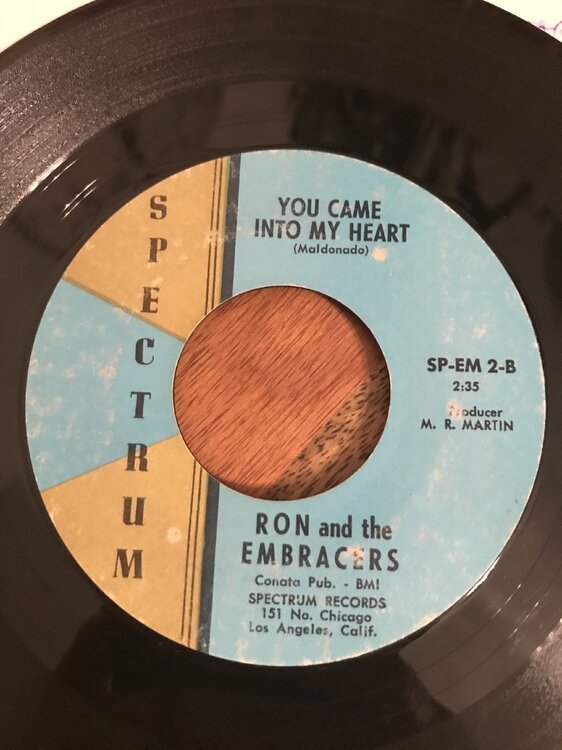 SPECTRUM
YOU CAME
INTO MY HEART
(Maldonado)
SP-EM 2-B
2:35
Producer
M. R. MARTIN
RON and the
EMBRACERS
Conata Pub. - BMI
SPECTRUM RECORDS
151 No. Chicago
Los Angeles, Calif.